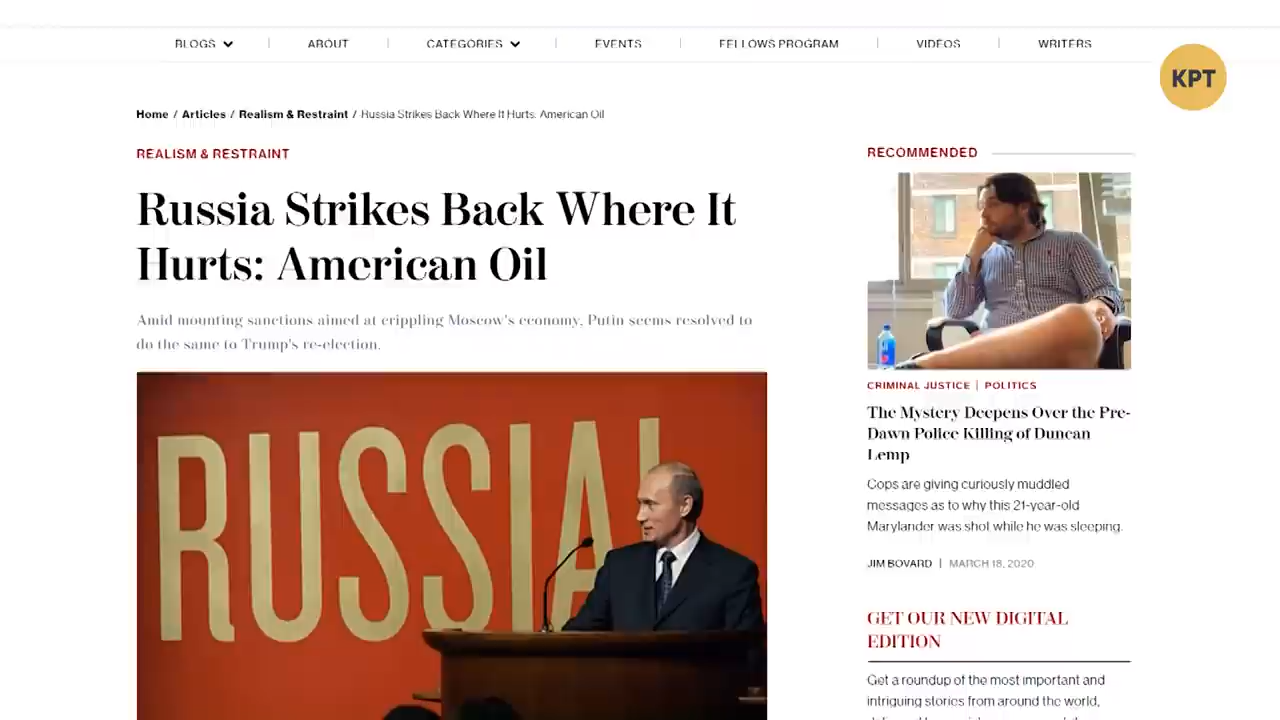 BLOGS
ABOUT
CATEGORIES
EVENTS
FELLOWS PROGRAM
VIDEOS
WRITERS
KPT
Home / Articles / Realism & Restraint / Russia Strikes Back Where It Hurts: American Oil
REALISM & RESTRAINT
Russia Strikes Back Where It
Hurts: American Oil
Amid mounting sanctions aimed at crippling Moscow's economy, Putin seems resolved to
do the same to Trump's re-election.
RUSSIA!
RECOMMENDED
CRIMINAL JUSTICE | POLITICS
The Mystery Deepens Over the Pre-
Dawn Police Killing of Duncan
Lemp
Cops are giving curiously muddled
messages as to why this 21-year-old
Marylander was shot while he was sleeping.
JIM BOVARD | MARCH 18, 2020
GET OUR NEW DIGITAL
EDITION
Get a roundup of the most important and
intriguing stories from around the world,